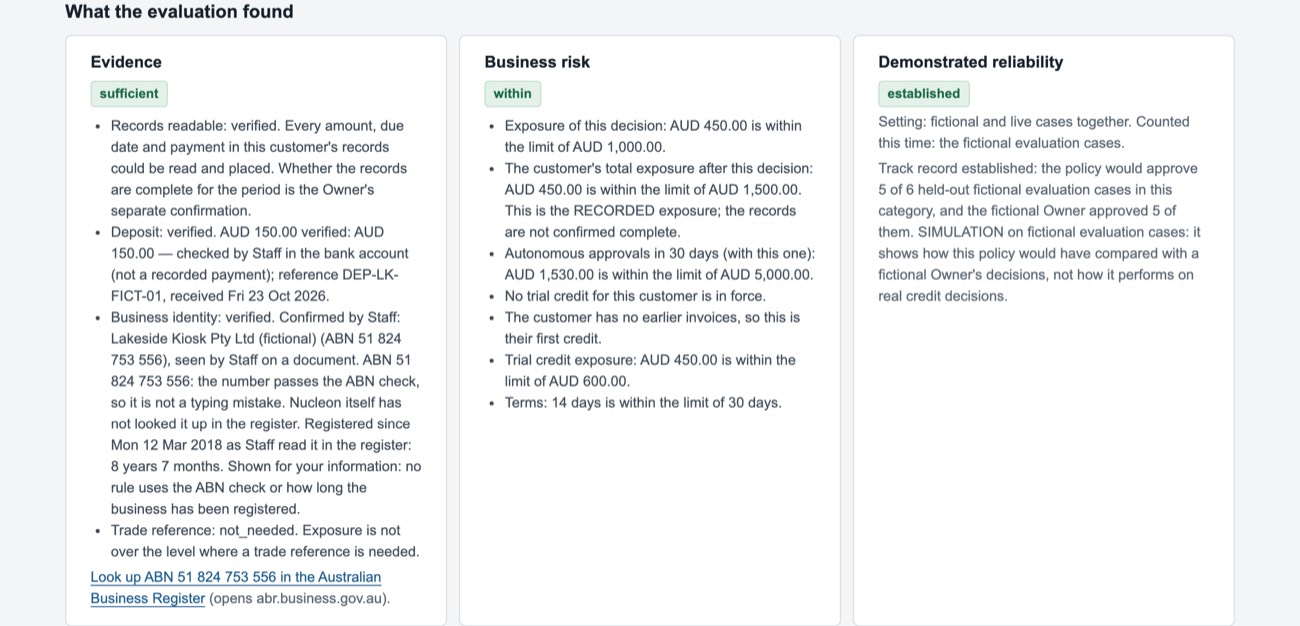 What the evaluation found
Evidence
sufficient
• Records readable: verified. Every amount, due
date and payment in this customer's records
could be read and placed. Whether the records
are complete for the period is the Owner's
separate confirmation.
• Deposit: verified. AUD 150.00 verified: AUD
150.00 — checked by Staff in the bank account
(not a recorded payment); reference DEP-LK-
FICT-01, received Fri 23 Oct 2026.
• Business identity: verified. Confirmed by Staff:
Lakeside Kiosk Pty Ltd (fictional) (ABN 51 824
753 556), seen by Staff on a document. ABN 51
824 753 556: the number passes the ABN check,
so it is not a typing mistake. Nucleon itself has
not looked it up in the register. Registered since
Mon 12 Mar 2018 as Staff read it in the register:
8 years 7 months. Shown for your information: no
rule uses the ABN check or how long the
business has been registered.
• Trade reference: not_needed. Exposure is not
over the level where a trade reference is needed.
Look up ABN 51 824 753 556 in the Australian
Business Register (opens abr.business.gov.au).
Business risk
within
• Exposure of this decision: AUD 450.00 is within
the limit of AUD 1,000.00.
• The customer's total exposure after this decision:
AUD 450.00 is within the limit of AUD 1,500.00.
This is the RECORDED exposure; the records
are not confirmed complete.
• Autonomous approvals in 30 days (with this one):
AUD 1,530.00 is within the limit of AUD 5,000.00.
• No trial credit for this customer is in force.
• The customer has no earlier invoices, so this is
their first credit.
• Trial credit exposure: AUD 450.00 is within the
limit of AUD 600.00.
• Terms: 14 days is within the limit of 30 days.
Demonstrated reliability
established
Setting: fictional and live cases together. Counted
this time: the fictional evaluation cases.
Track record established: the policy would approve
5 of 6 held-out fictional evaluation cases in this
category, and the fictional Owner approved 5 of
them. SIMULATION on fictional evaluation cases: it
shows how this policy would have compared with a
fictional Owner's decisions, not how it performs on
real credit decisions.